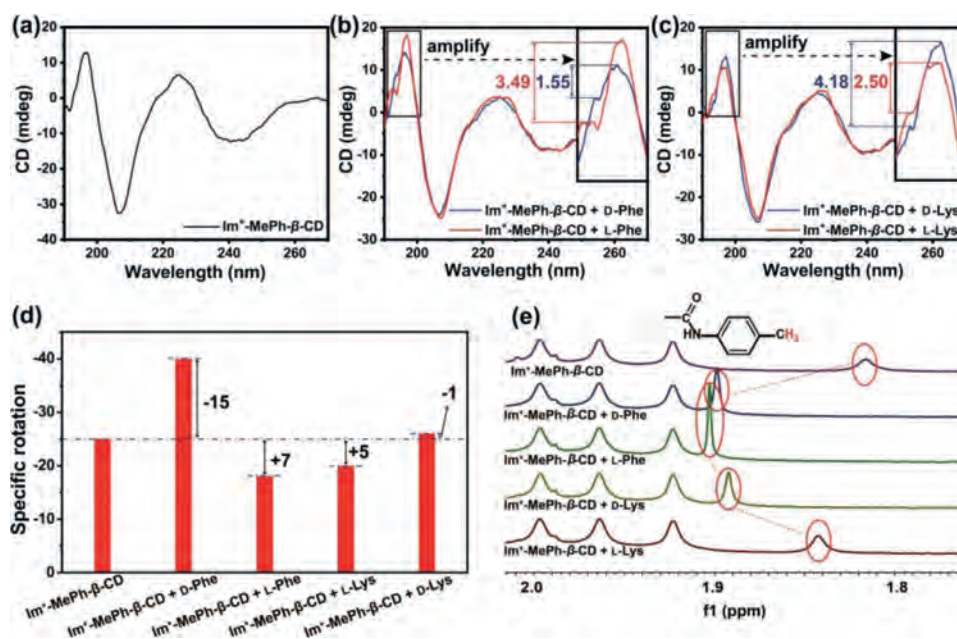 (a)
CD (mdeg)
20
10
0
-10
-20
-30
-40
Im⁺-MePh-β-CD
200 220 240 260
Wavelength (nm)
(b)
CD (mdeg)
20
10
0
-10
-20
-30
amplify
3.49 1.55
Im⁺-MePh-β-CD + D-Phe
Im⁺-MePh-β-CD + L-Phe
200 220 240 260
Wavelength (nm)
(c)
CD (mdeg)
20
10
0
-10
-20
-30
amplify
4.18 2.50
Im⁺-MePh-β-CD + D-Lys
Im⁺-MePh-β-CD + L-Lys
200 220 240 260
Wavelength (nm)
(d)
Specific rotation
-40
-30
-20
-10
0
-15
+7
+5
-1
Im⁺-MePh-β-CD
Im⁺-MePh-β-CD + D-Phe
Im⁺-MePh-β-CD + L-Phe
Im⁺-MePh-β-CD + L-Lys
Im⁺-MePh-β-CD + D-Lys
(e)
O
C
HN
CH₃
Im⁺-MePh-β-CD
Im⁺-MePh-β-CD + D-Phe
Im⁺-MePh-β-CD + L-Phe
Im⁺-MePh-β-CD + D-Lys
Im⁺-MePh-β-CD + L-Lys
2.0 1.9 1.8
f1 (ppm)